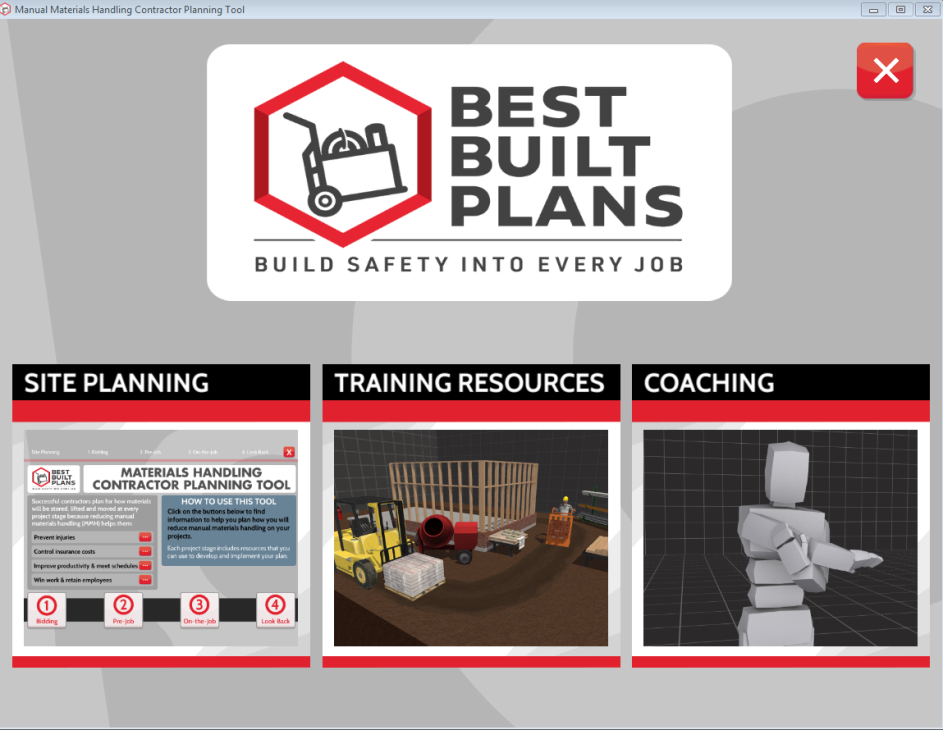 Manual Materials Handling Contractor Planning Tool
BEST
BUILT
PLANS
BUILD SAFETY INTO EVERY JOB
SITE PLANNING
Site Planning
1. Bidding
3. On-the-Job
4. Look Back
X
BEST
BUILT
PLANS
MATERIALS HANDLING
CONTRACTOR PLANNING TOOL
Successful contractors plan for how materials
will be stored, lifted and moved at every
project stage because reducing manual
materials handling (MMH) helps them:
Prevent injuries
Control insurance costs
Improve productivity & meet schedules
Win work & retain employees
HOW TO USE THIS TOOL
Click on the buttons below to find
information to help you plan how you will
reduce manual materials handling on your
projects.
Each project stage includes resources that you
can use to develop and implement your plan.
1
Bidding
2
Pre-Job
3
On-the-Job
4
Look Back
TRAINING RESOURCES
COACHING